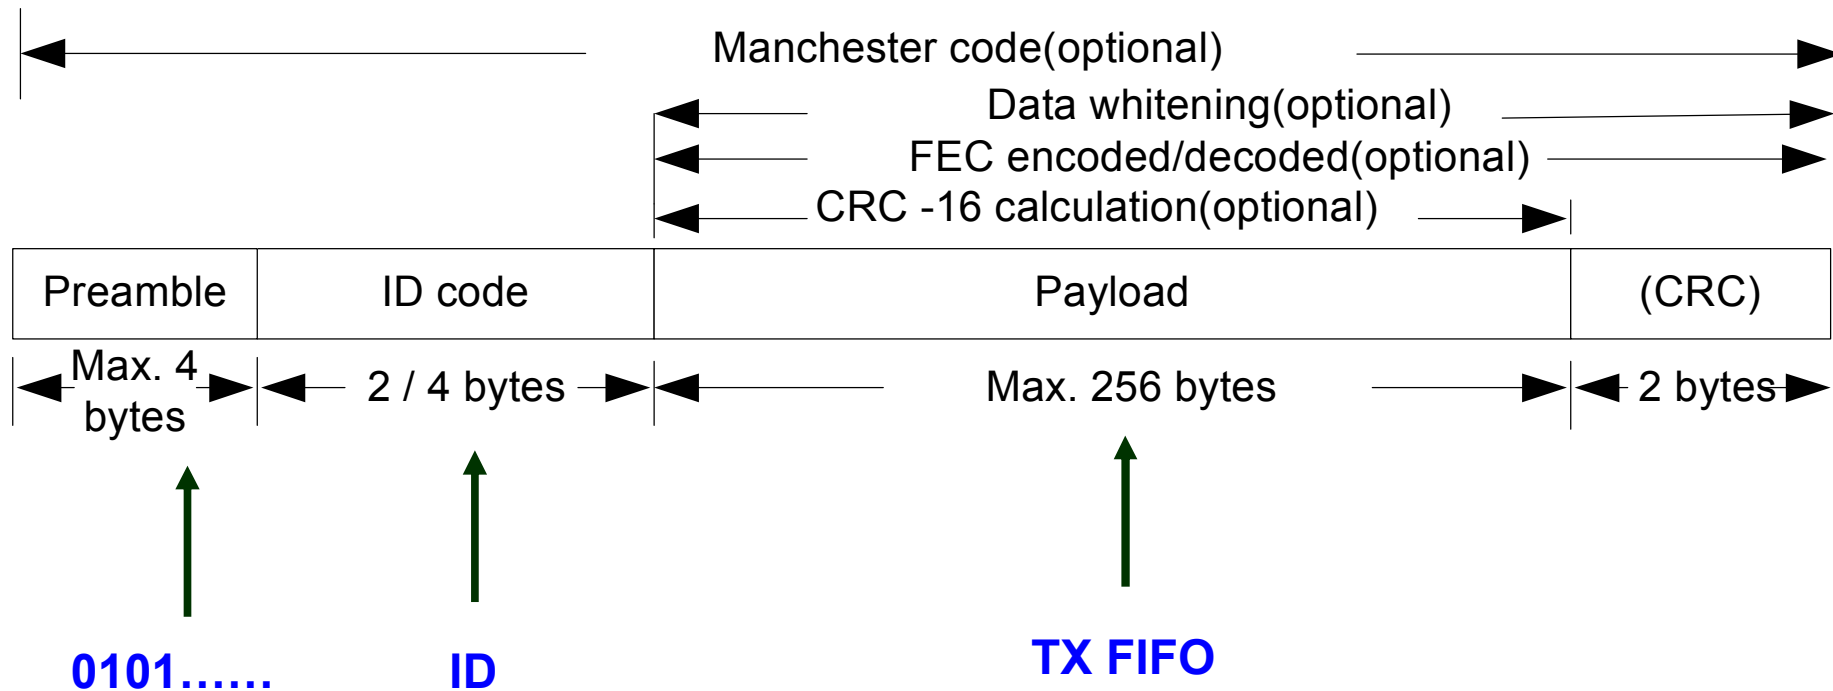 Manchester code(optional)
Data whitening(optional)
FEC encoded/decoded(optional)
CRC -16 calculation(optional)
Preamble
ID code
Payload
(CRC)
Max. 4
bytes
2 / 4 bytes
Max. 256 bytes
2 bytes
0101......
ID
TX FIFO